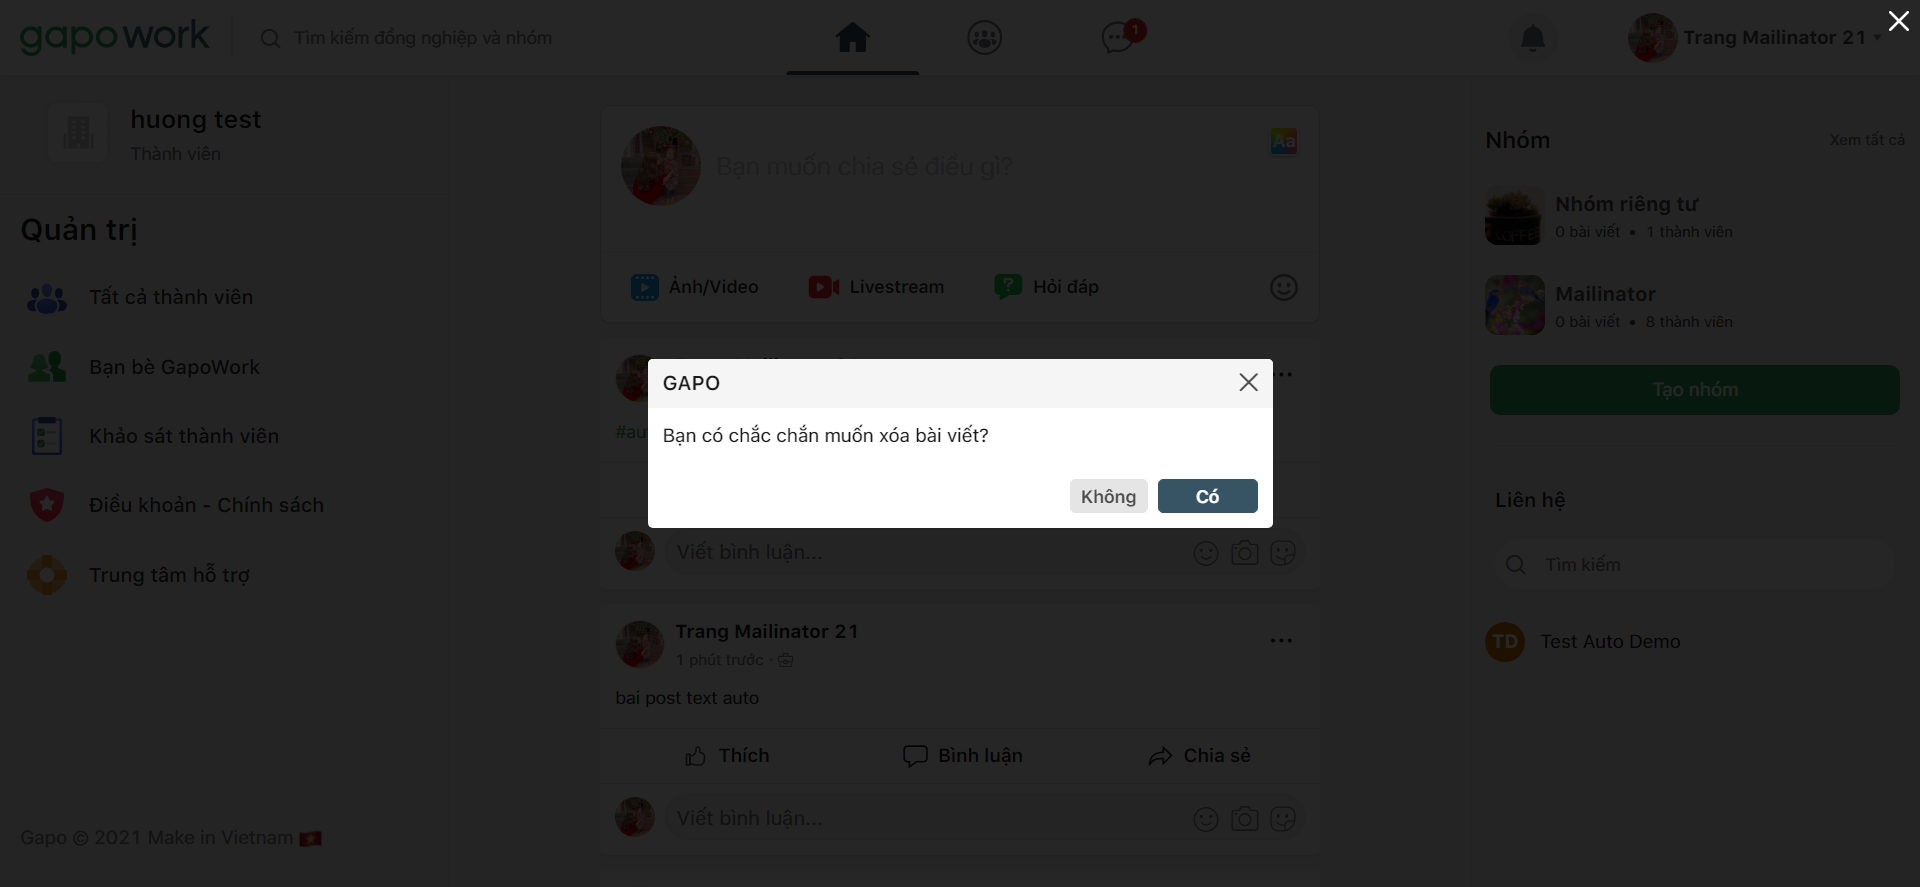 gapowork
Tìm kiếm đồng nghiệp và nhóm
1
Trang Mailinator 21
huong test
Thành viên
Quản trị
Tất cả thành viên
Bạn bè GapoWork
Khảo sát thành viên
Điều khoản - Chính sách
Trung tâm hỗ trợ
Gapo © 2021 Make in Vietnam
Bạn muốn chia sẻ điều gì?
Aa
Ảnh/Video
Livestream
Hỏi đáp
#au
GAPO
Bạn có chắc chắn muốn xóa bài viết?
Không
Có
Viết bình luận...
Trang Mailinator 21
1 phút trước ·
bai post text auto
Thích
Bình luận
Chia sẻ
Viết bình luận...
Nhóm
Xem tất cả
Nhóm riêng tư
0 bài viết • 1 thành viên
Mailinator
0 bài viết • 8 thành viên
Tạo nhóm
Liên hệ
Tìm kiếm
TD
Test Auto Demo